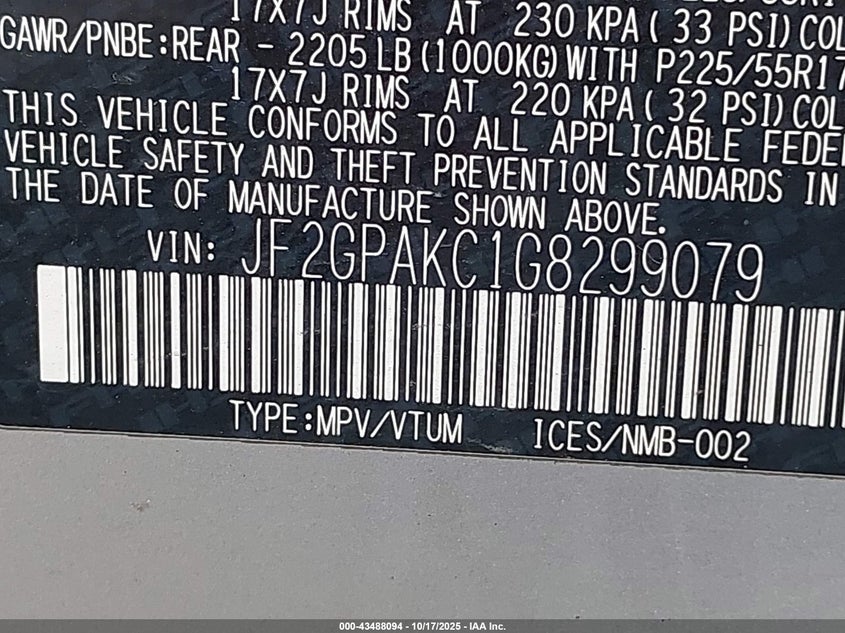 17X7J RIMS AT 230 KPA( 33 PSI)COL
GAWR/PNBE:REAR - 2205 LB(1000KG)WITH P225/55R17
17X7J RIMS AT 220 KPA( 32 PSI)COL
THIS VEHICLE CONFORMS TO ALL APPLICABLE FEDE
VEHICLE SAFETY AND THEFT PREVENTION STANDARDS IN
THE DATE OF MANUFACTURE SHOWN ABOVE.
VIN: JF2GPAKC1G8299079
TYPE:MPV/VTUM ICES/NMB-002
000-43488094 - 10/17/2025 - IAA Inc.